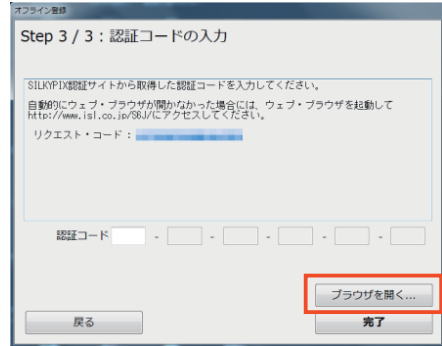 オフライン登録
Step 3 / 3 : 認証コードの入力
SILKYPIX認証サイトから取得した認証コードを入力してください。
自動的にウェブ・ブラウザが開かなかった場合には、ウェブ・ブラウザを起動して
http://www.isl.co.jp/S6J/にアクセスしてください。
リクエスト・コード :
認証コード - - - - -
ブラウザを開く...
戻る 完了